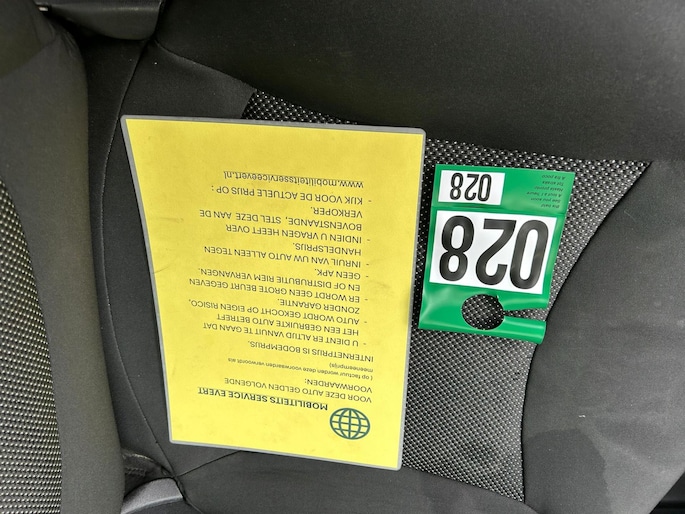 MOBILITEITS SERVICE EVERT
VOOR DEZE AUTO GELDEN VOLGENDE
VOORWAARDEN:
( op factuur worden deze voorwaarden verwoordt als
meeneemprijs)
INTERNETPRIJS IS BODEMPRIJS.
- U DIENT ER ALTIJD VANUIT TE GAAN DAT
HET EEN GEBRUIKTE AUTO BETREFT
- AUTO WORDT GEKOCHT OP EIGEN RISICO,
ZONDER GARANTIE.
- ER WORDT GEEN GROTE BEURT GEGEVEN
EN OF DISTRIBUTIE RIEM VERVANGEN.
- GEEN APK.
- INRUIL VAN UW AUTO ALLEEN TEGEN
HANDELSPRIJS.
- INDIEN U VRAGEN HEEFT OVER
BOVENSTAANDE, STEL DEZE AAN DE
VERKOPER.
- KIJK VOOR DE ACTUELE PRIJS OP :
www.mobiliteitsserviceevert.nl
028
028